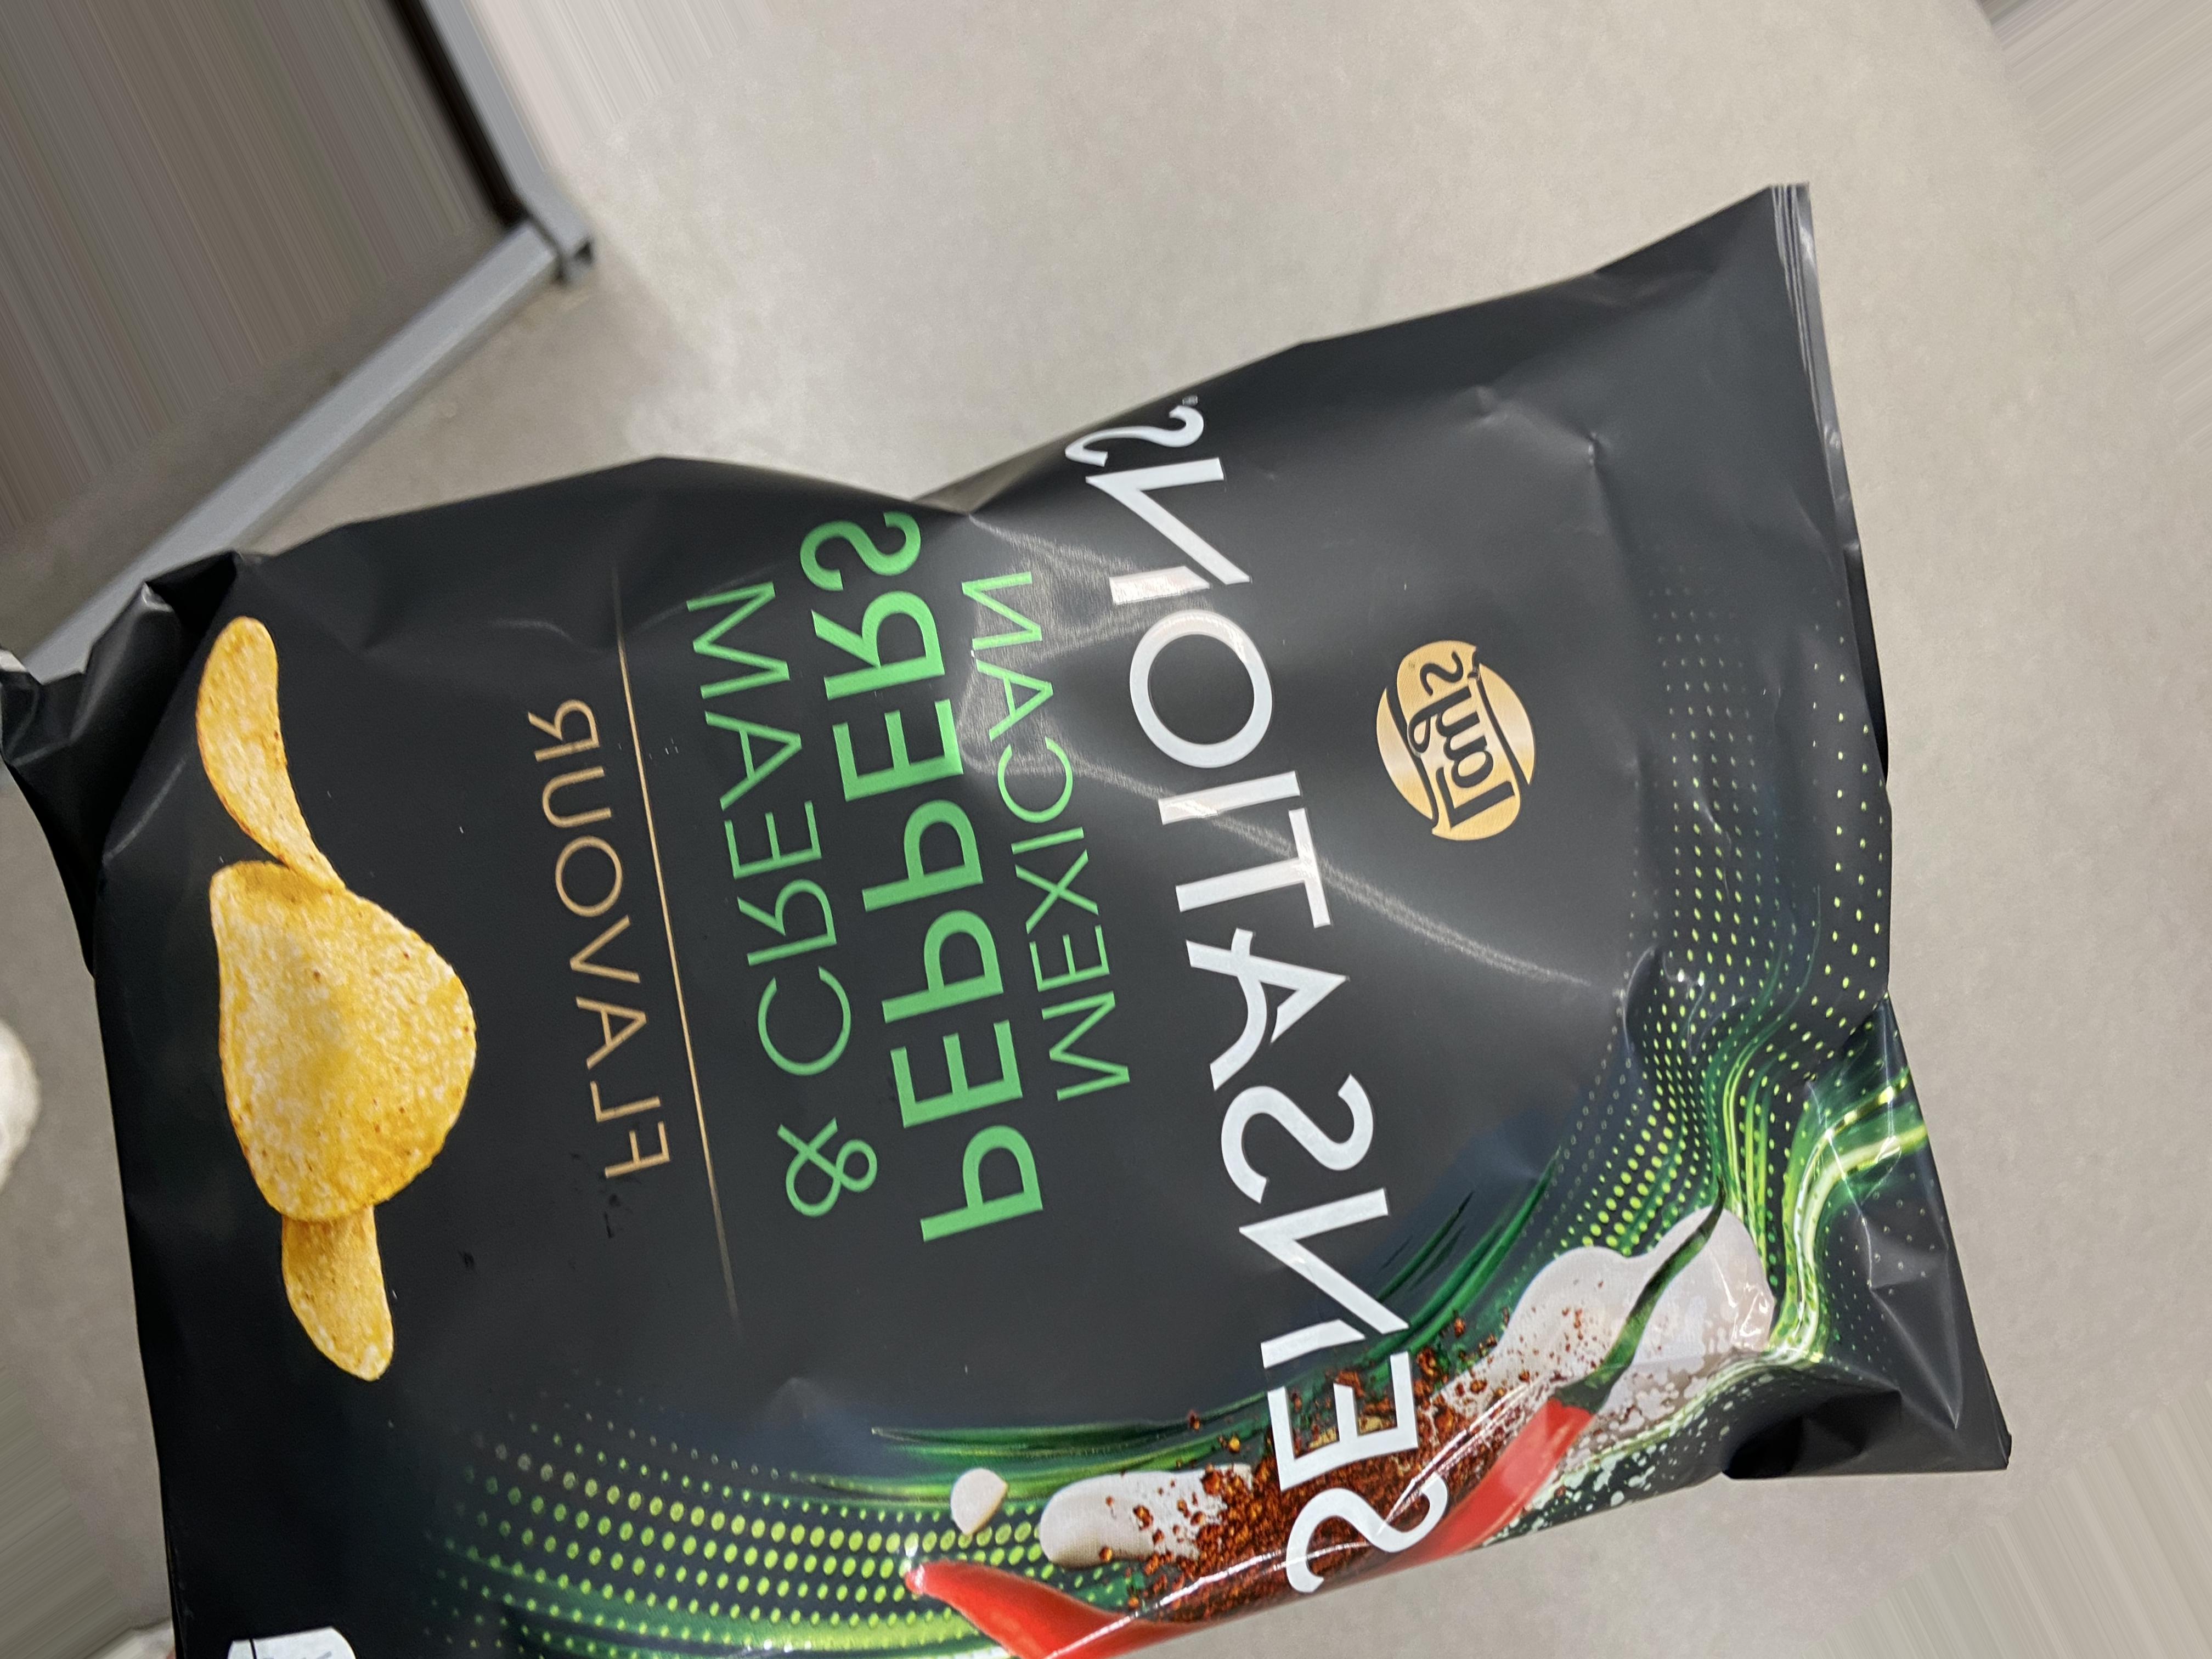 Lay's
SENSATIONS
MEXICAN
PEPPERS
& CREAM
FLAVOUR